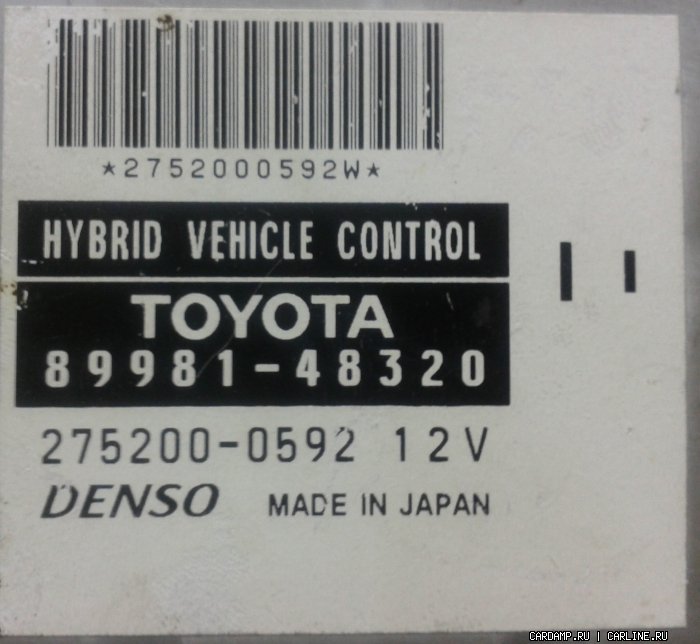 *2752000592W*
HYBRID VEHICLE CONTROL
TOYOTA
89981-48320
275200-0592 12V
DENSO MADE IN JAPAN
CARDAMP.RU | CARLINE.RU